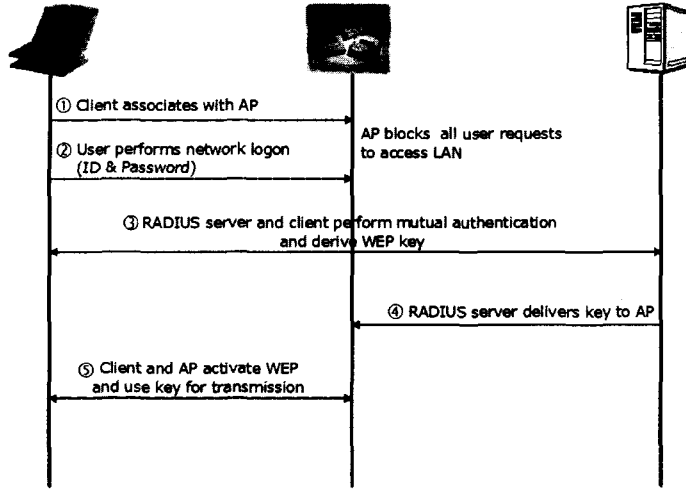 ① Client associates with AP
AP blocks all user requests
to access LAN
② User performs network logon
(ID & Password)
③ RADIUS server and client perform mutual authentication
and derive WEP key
④ RADIUS server delivers key to AP
⑤ Client and AP activate WEP
and use key for transmission